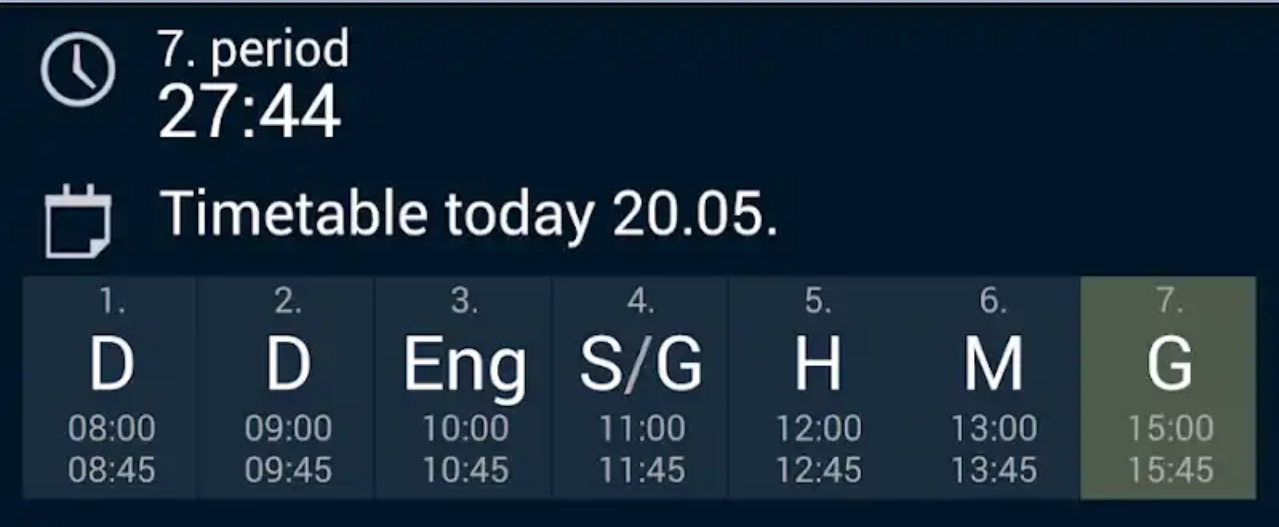 7. period
27:44
Timetable today 20.05.
1. 2. 3. 4. 5. 6. 7.
D D Eng S/G H M G
08:00 09:00 10:00 11:00 12:00 13:00 15:00
08:45 09:45 10:45 11:45 12:45 13:45 15:45